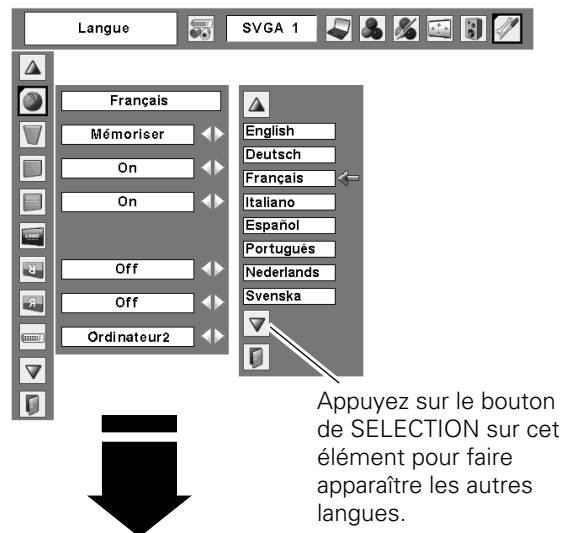 Langue
SVGA 1
Français
Mémoriser
On
On
Off
Off
Ordinateur2
English
Deutsch
Français
Italiano
Español
Português
Nederlands
Svenska
LOGO
R
R
Appuyez sur le bouton
de SELECTION sur cet
élément pour faire
apparaître les autres
langues.